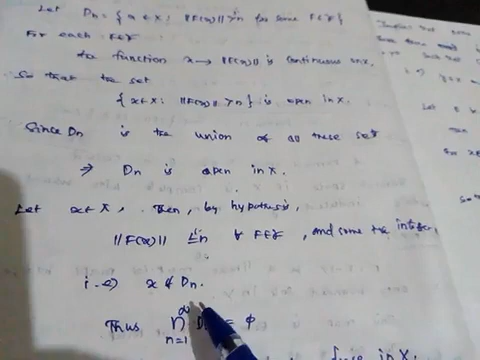 Let Dn = { x ∈ X : ||F(x)|| > n for some F ∈ 𝓕 }
For each F ∈ 𝓕
the function x → ||F(x)|| is continuous on X.
So that the set
{ x ∈ X : ||F(x)|| > n } is open in X.
Since Dn is the union of all these set
⇒ Dn is open in X.
Let x ∈ X, Then, by hypothesis,
||F(x)|| ≤ n ∀ F ∈ 𝓕, and some +ve integer
i.e) x ∉ Dn.
Thus ∞ ∩ n=1 D = φ
in X.